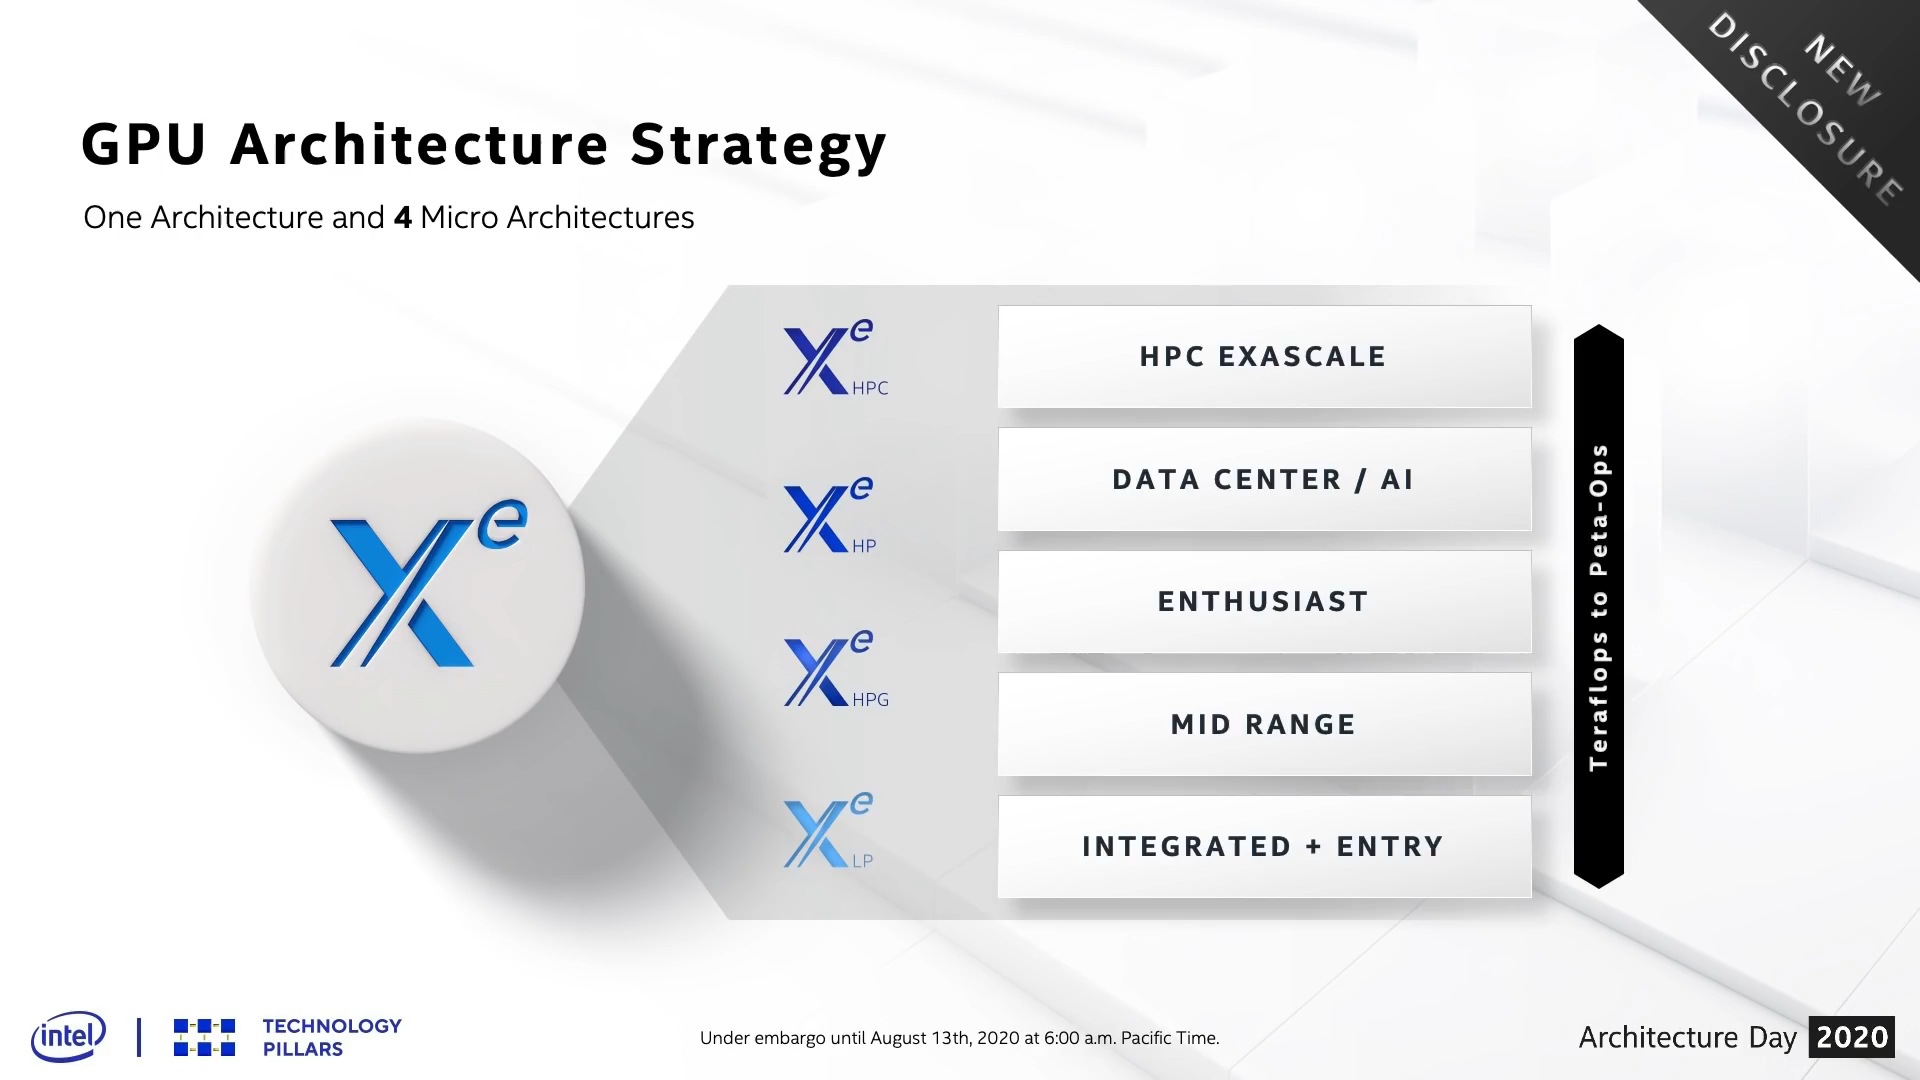 NEW
DISCLOSURE
GPU Architecture Strategy
One Architecture and 4 Micro Architectures
Xe
Xe HPC
HPC EXASCALE
Xe HP
DATA CENTER / AI
ENTHUSIAST
Xe HPG
MID RANGE
Xe LP
INTEGRATED + ENTRY
Teraflops to Peta-Ops
intel
TECHNOLOGY
PILLARS
Under embargo until August 13th, 2020 at 6:00 a.m. Pacific Time.
Architecture Day 2020